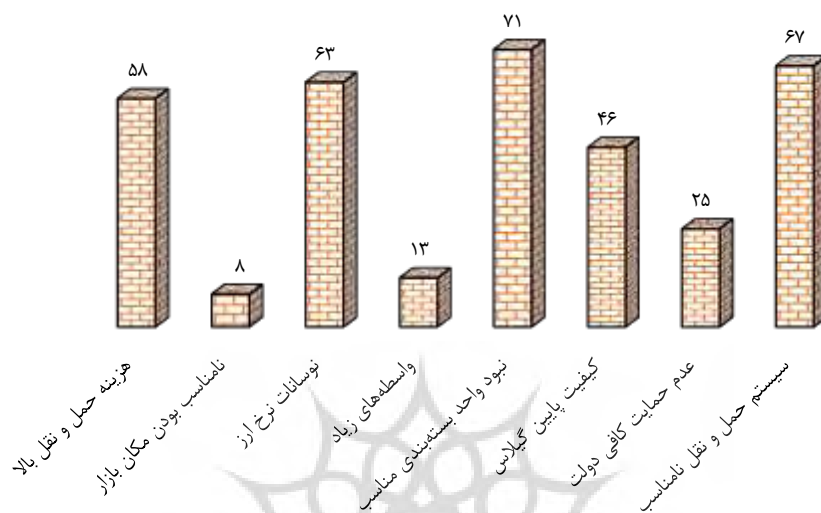 ۵۸
۸
۶۳
۱۳
۷۱
۴۶
۲۵
۶۷
هزینه حمل و نقل بالا
نامناسب بودن مکان بازار
نوسانات نرخ ارز
واسطه‌های زیاد
نبود واحد بسته‌بندی مناسب
کیفیت پایین گیلاس
عدم حمایت کافی دولت
سیستم حمل و نقل نامناسب